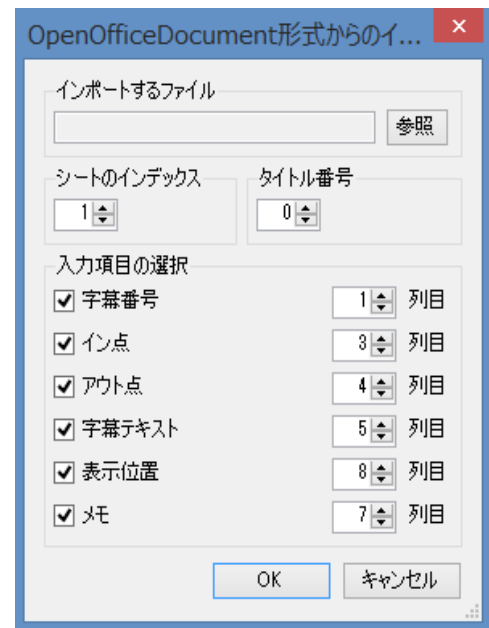 OpenOfficeDocument形式からのイ...
インポートするファイル
参照
シートのインデックス タイトル番号
1 0
入力項目の選択
字幕番号 1 列目
イン点 3 列目
アウト点 4 列目
字幕テキスト 5 列目
表示位置 8 列目
メモ 7 列目
OK キャンセル